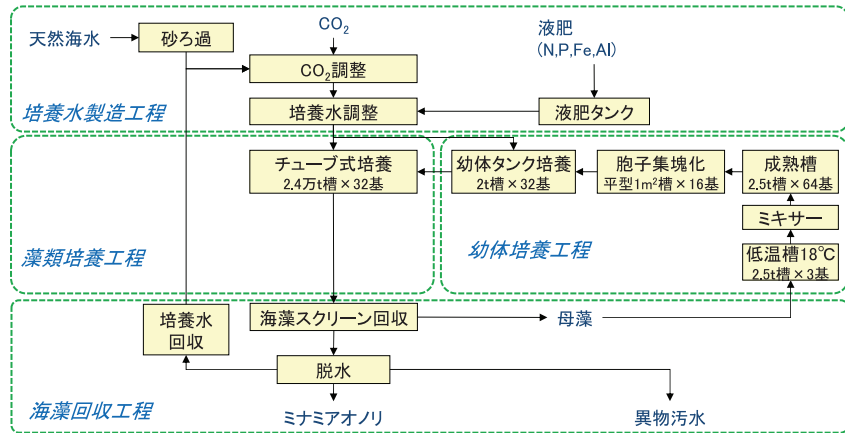 天然海水
砂ろ過
CO₂
液肥
(N,P,Fe,Al)
CO₂調整
培養水製造工程
培養水調整
液肥タンク
チューブ式培養
2.4万t槽×32基
幼体タンク培養
2t槽×32基
胞子集塊化
平型1m²槽×16基
成熟槽
2.5t槽×64基
ミキサー
藻類培養工程
幼体培養工程
低温槽18℃
2.5t槽×3基
培養水
回収
海藻スクリーン回収
母藻
脱水
海藻回収工程
ミナミアオノリ
異物汚水